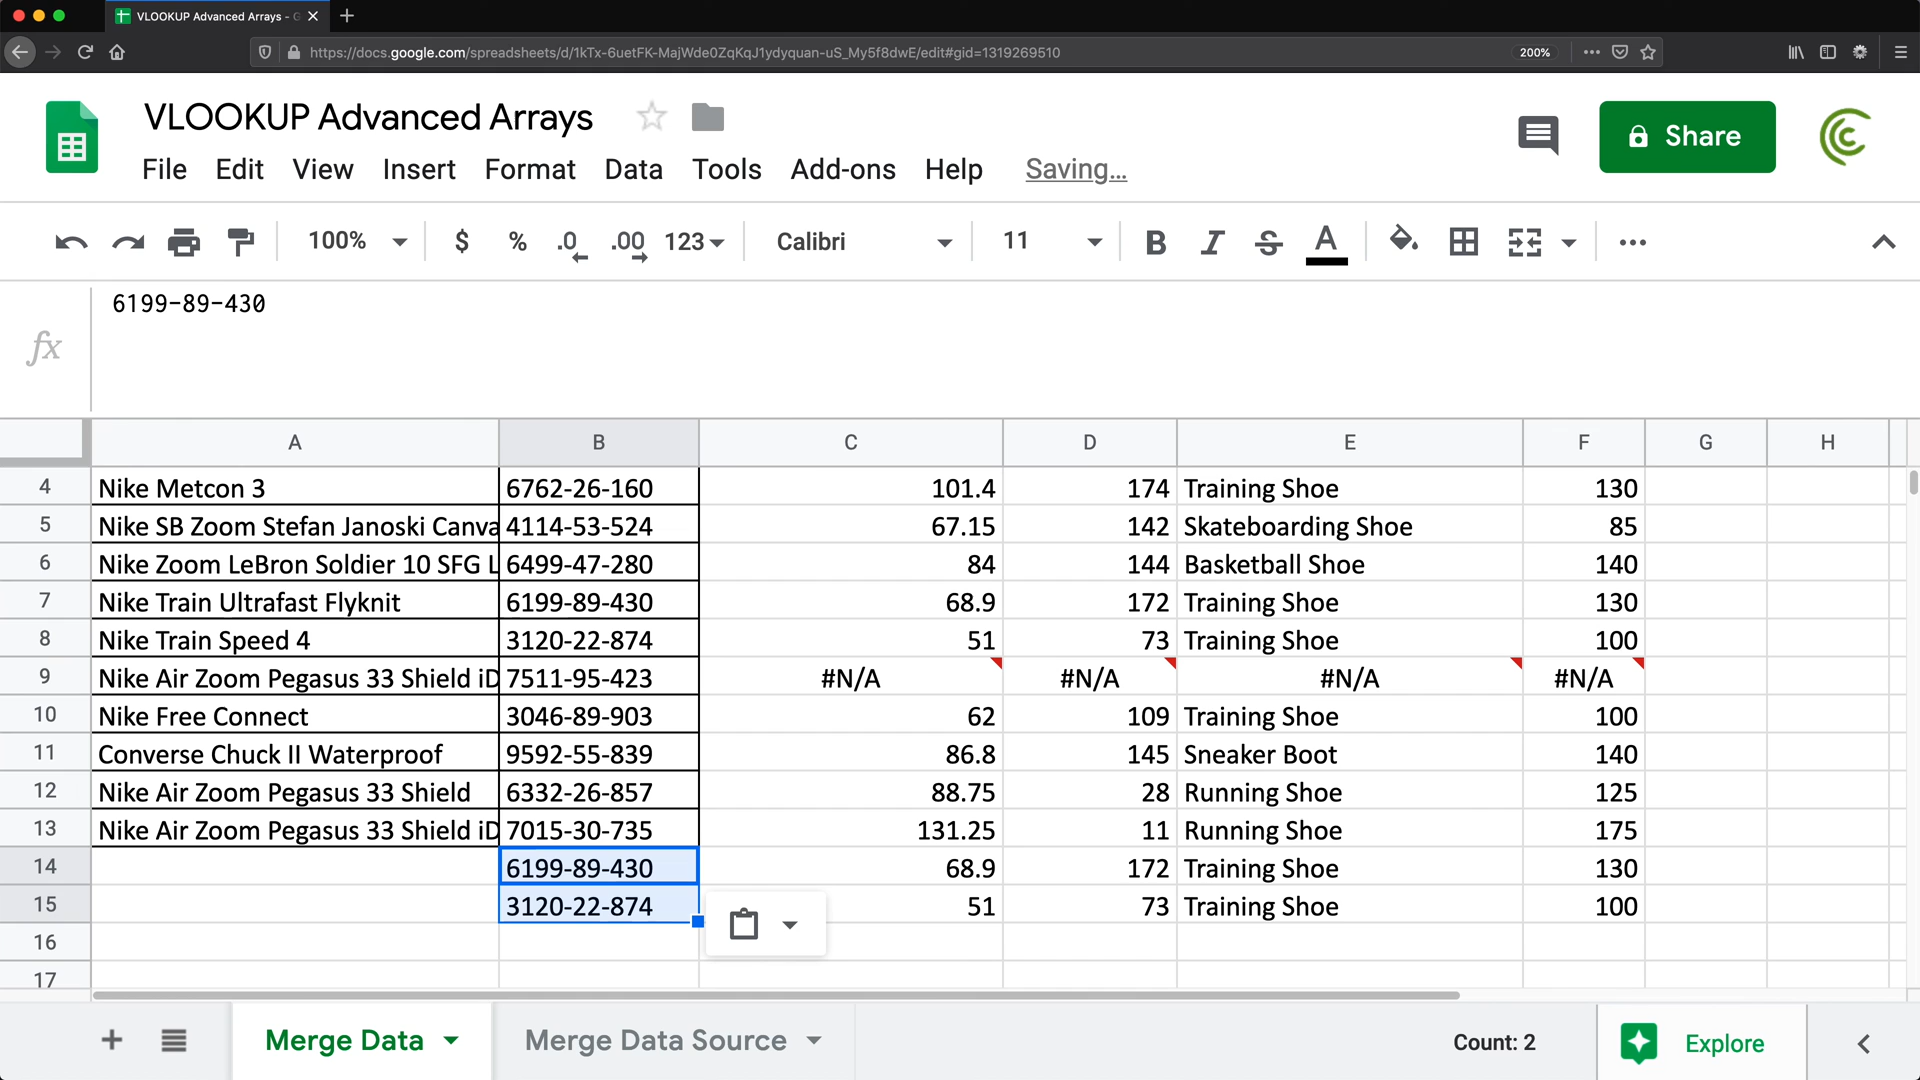 VLOOKUP Advanced Arrays - G
https://docs.google.com/spreadsheets/d/1kTx-6uetFK-MajWde0ZqKqJ1ydyquan-uS_My5f8dwE/edit#gid=1319269510 200%
VLOOKUP Advanced Arrays
Share
File Edit View Insert Format Data Tools Add-ons Help Saving...
100% $ % .0 .00 123 Calibri 11 B I S A
fx 6199-89-430
A B C D E F G H
4 Nike Metcon 3 6762-26-160 101.4 174 Training Shoe 130
5 Nike SB Zoom Stefan Janoski Canva 4114-53-524 67.15 142 Skateboarding Shoe 85
6 Nike Zoom LeBron Soldier 10 SFG L 6499-47-280 84 144 Basketball Shoe 140
7 Nike Train Ultrafast Flyknit 6199-89-430 68.9 172 Training Shoe 130
8 Nike Train Speed 4 3120-22-874 51 73 Training Shoe 100
9 Nike Air Zoom Pegasus 33 Shield iD 7511-95-423 #N/A #N/A #N/A #N/A
10 Nike Free Connect 3046-89-903 62 109 Training Shoe 100
11 Converse Chuck II Waterproof 9592-55-839 86.8 145 Sneaker Boot 140
12 Nike Air Zoom Pegasus 33 Shield 6332-26-857 88.75 28 Running Shoe 125
13 Nike Air Zoom Pegasus 33 Shield iD 7015-30-735 131.25 11 Running Shoe 175
14 6199-89-430 68.9 172 Training Shoe 130
15 3120-22-874 51 73 Training Shoe 100
16
17
Merge Data Merge Data Source Count: 2 Explore